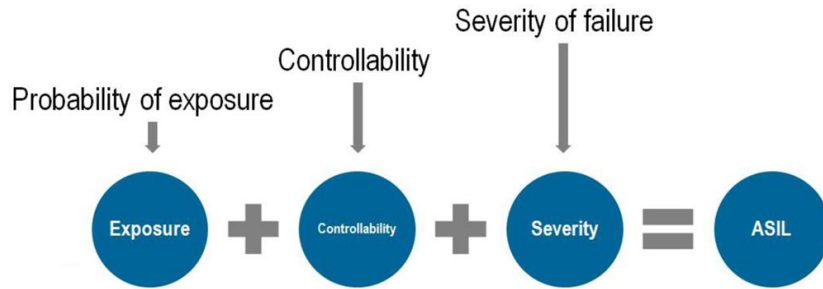 Severity of failure
Controllability
Probability of exposure
Exposure + Controllability + Severity = ASIL